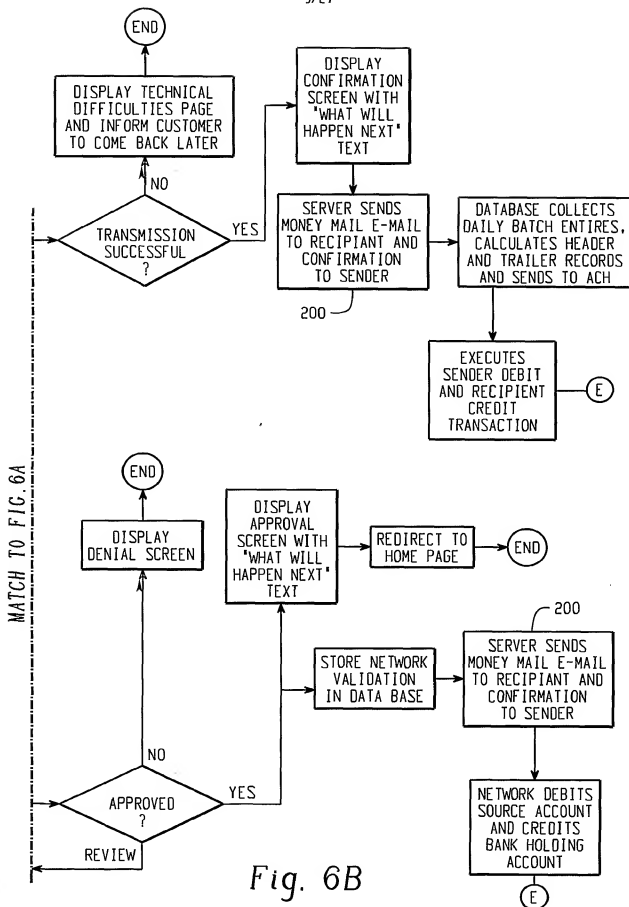 END
DISPLAY TECHNICAL
DIFFICULTIES PAGE
AND INFORM CUSTOMER
TO COME BACK LATER
NO
TRANSMISSION
SUCCESSFUL
?
YES
DISPLAY
CONFIRMATION
SCREEN WITH
"WHAT WILL
HAPPEN NEXT"
TEXT
SERVER SENDS
MONEY MAIL E-MAIL
TO RECIPIANT AND
CONFIRMATION
TO SENDER
200
DATABASE COLLECTS
DAILY BATCH ENTIRES,
CALCULATES HEADER
AND TRAILER RECORDS
AND SENDS TO ACH
EXECUTES
SENDER DEBIT
AND RECIPIENT
CREDIT
TRANSACTION
E
MATCH TO FIG.6A
END
DISPLAY
DENIAL SCREEN
NO
APPROVED
?
YES
REVIEW
DISPLAY
APPROVAL
SCREEN WITH
"WHAT WILL
HAPPEN NEXT"
TEXT
REDIRECT TO
HOME PAGE
END
STORE NETWORK
VALIDATION
IN DATA BASE
200
SERVER SENDS
MONEY MAIL E-MAIL
TO RECIPIANT AND
CONFIRMATION
TO SENDER
NETWORK DEBITS
SOURCE ACCOUNT
AND CREDITS
BANK HOLDING
ACCOUNT
E
Fig. 6B